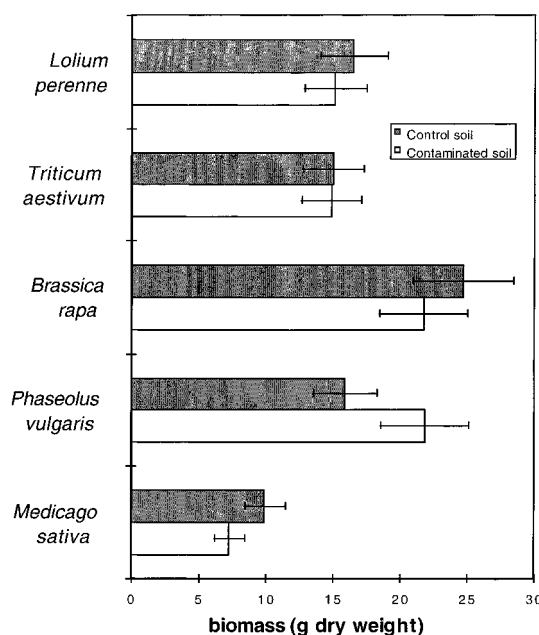 Lolium
perenne
Control soil
Contaminated soil
Triticum
aestivum
Brassica
rapa
Phaseolus
vulgaris
Medicago
sativa
0 5 10 15 20 25 30
biomass (g dry weight)